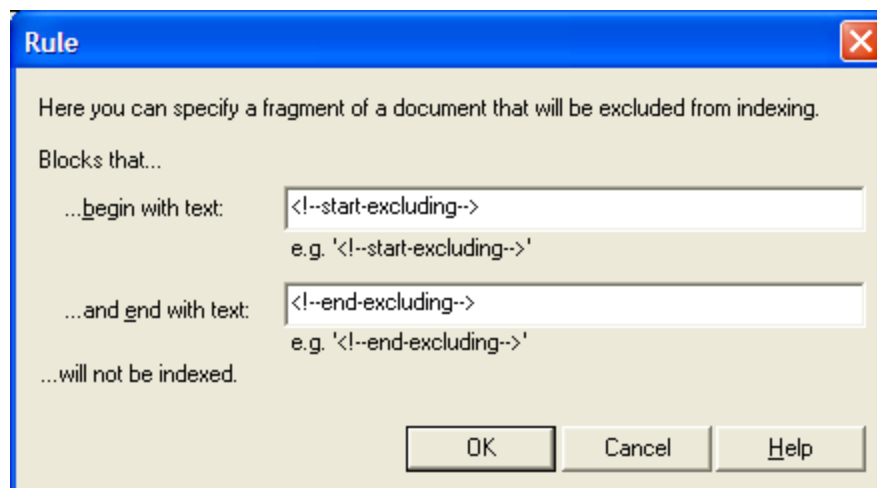 Rule
Here you can specify a fragment of a document that will be excluded from indexing.
Blocks that...
...begin with text:
<!--start-excluding-->
e.g. '<!--start-excluding-->'
...and end with text:
<!--end-excluding-->
e.g. '<!--end-excluding-->'
...will not be indexed.
OK Cancel Help